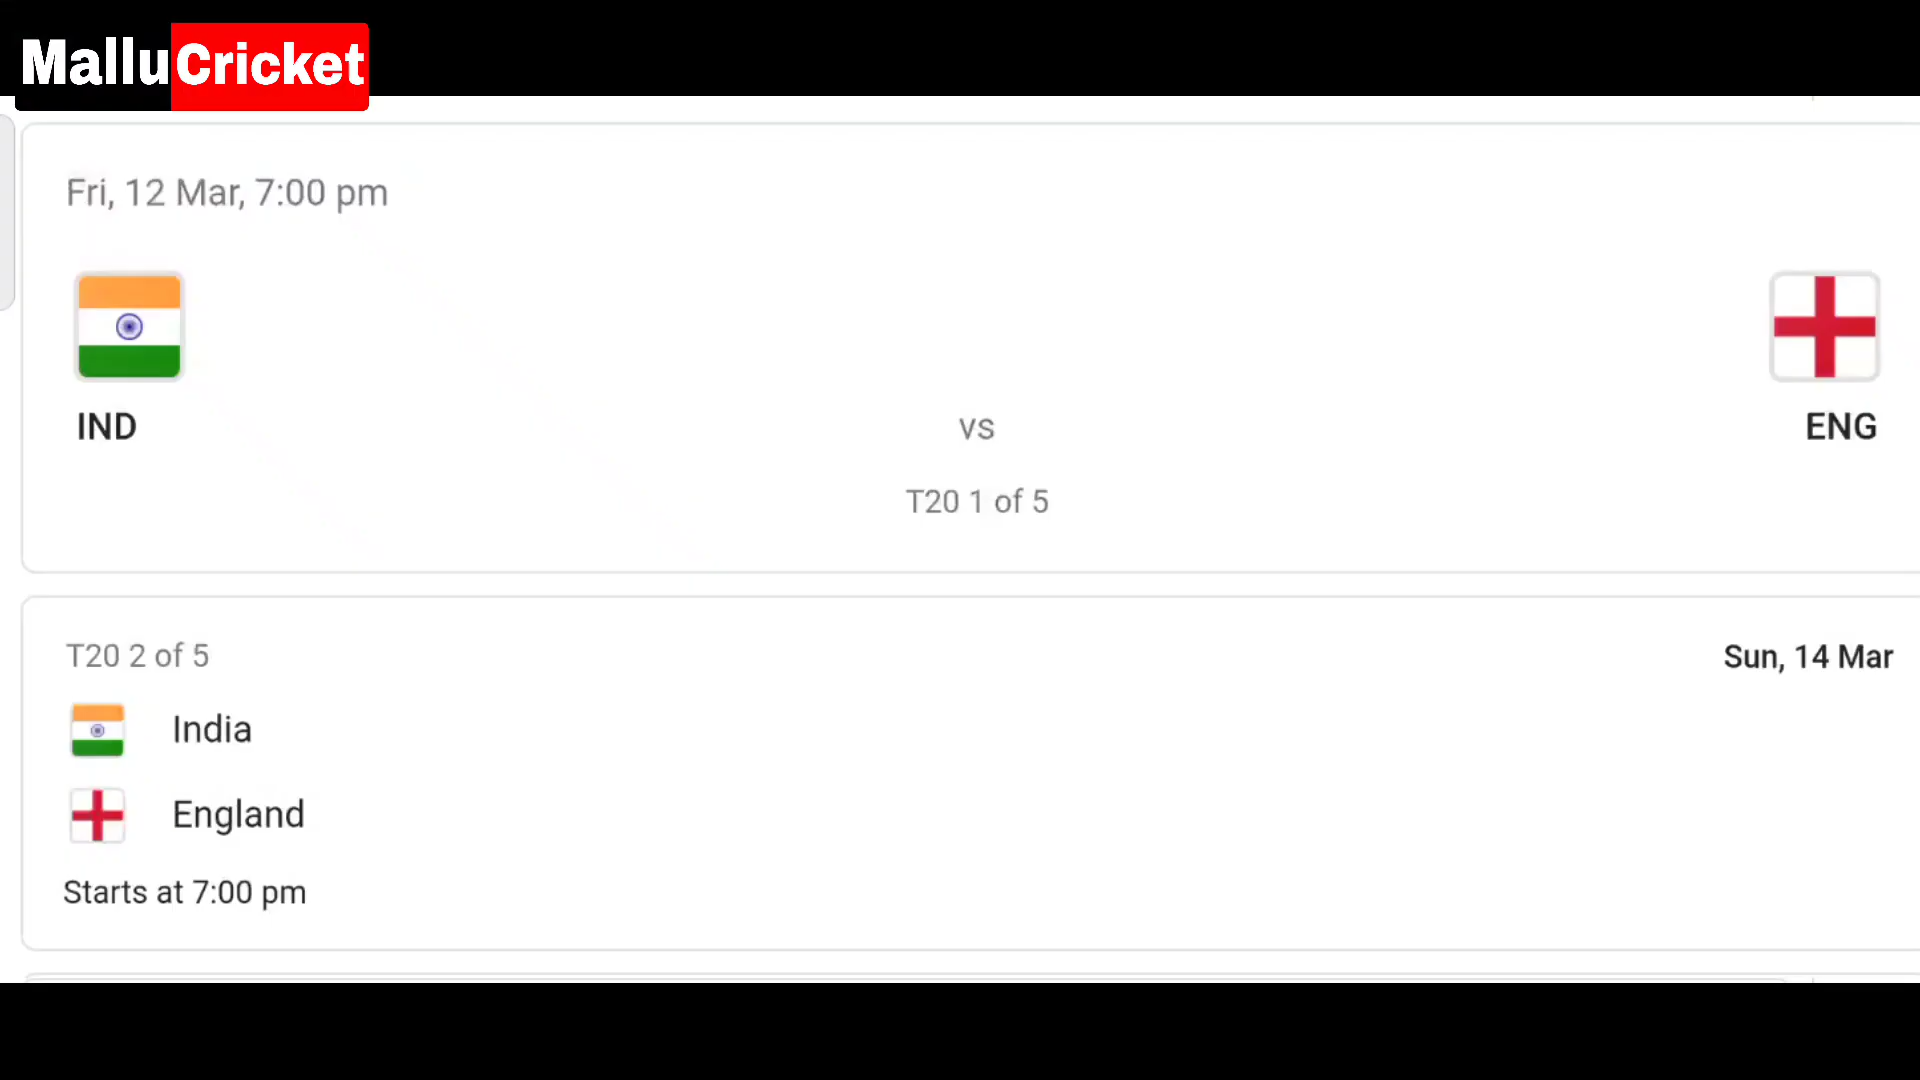 MalluCricket
Fri, 12 Mar, 7:00 pm
IND
vs
ENG
T20 1 of 5
T20 2 of 5
Sun, 14 Mar
India
England
Starts at 7:00 pm